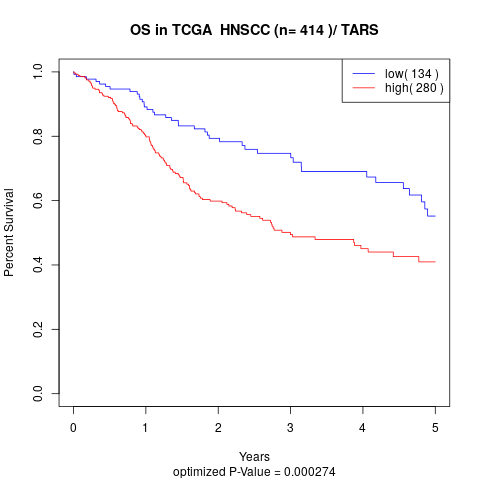 OS in TCGA HNSCC (n= 414 )/ TARS
low( 134 )
high( 280 )
Percent Survival
1.0
0.8
0.6
0.4
0.2
0.0
0 1 2 3 4 5
Years
optimized P-Value = 0.000274